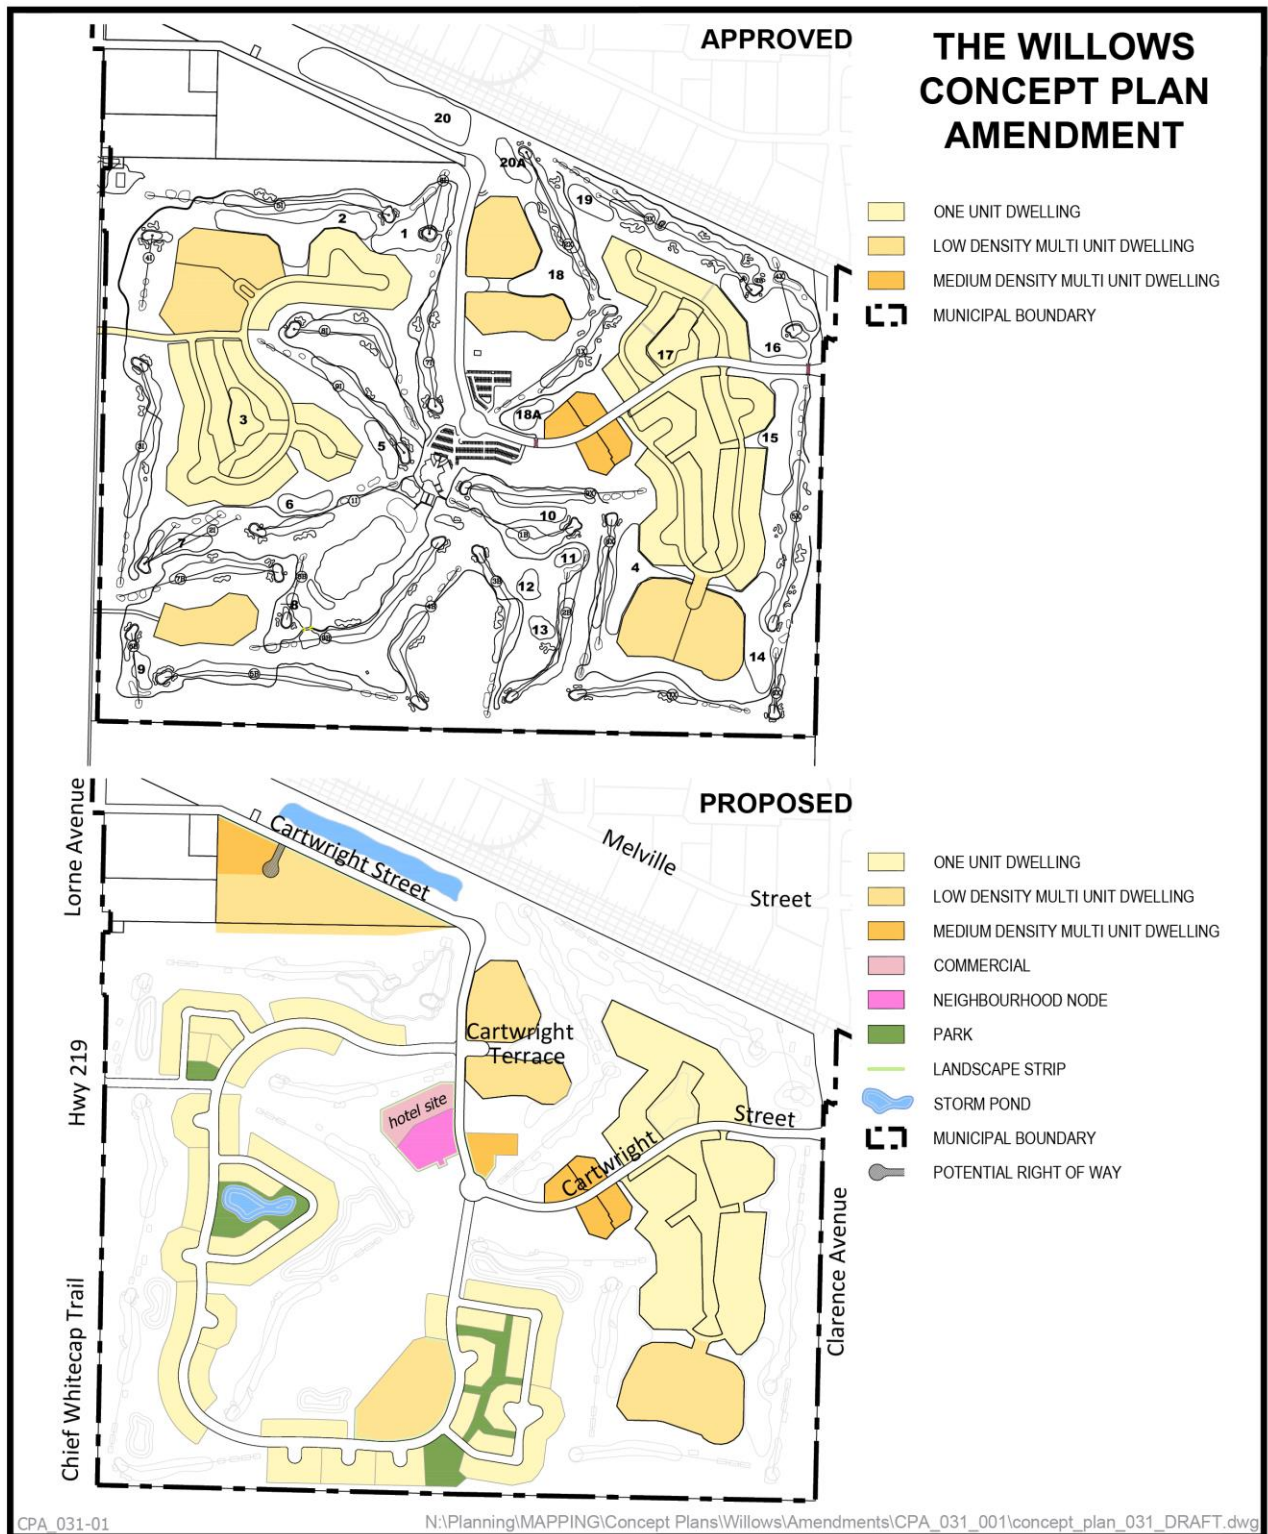 APPROVED
THE WILLOWS
CONCEPT PLAN
AMENDMENT
ONE UNIT DWELLING
LOW DENSITY MULTI UNIT DWELLING
MEDIUM DENSITY MULTI UNIT DWELLING
MUNICIPAL BOUNDARY
20
20A
19
2
1
18
17
16
3
18A
5
15
6
10
7
11
4
12
8
13
9
14
PROPOSED
Lorne Avenue
Cartwright Street
Melville
Street
ONE UNIT DWELLING
LOW DENSITY MULTI UNIT DWELLING
MEDIUM DENSITY MULTI UNIT DWELLING
COMMERCIAL
NEIGHBOURHOOD NODE
PARK
LANDSCAPE STRIP
STORM POND
MUNICIPAL BOUNDARY
POTENTIAL RIGHT OF WAY
Hwy 219
Cartwright
Terrace
hotel site
Cartwright
Street
Clarence Avenue
Chief Whitecap Trail
CPA_031-01
N:\Planning\MAPPING\Concept Plans\Willows\Amendments\CPA_031_001\concept_plan_031_DRAFT.dwg